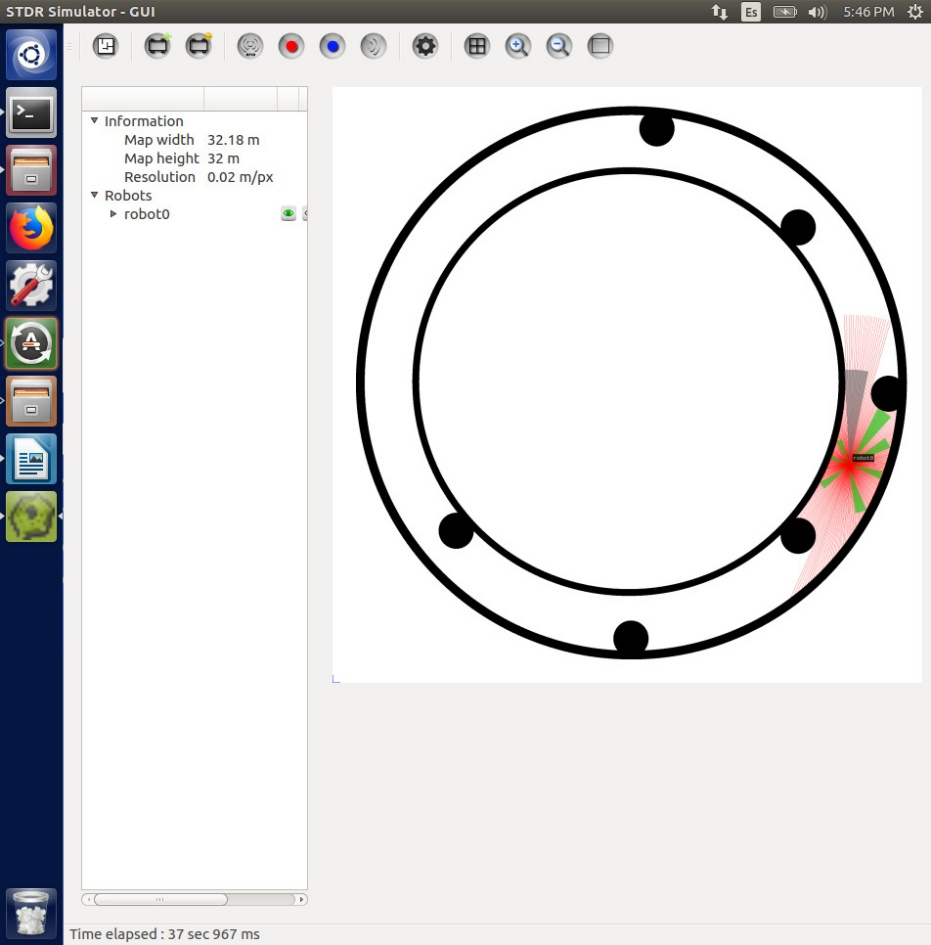 STDR Simulator - GUI
Es
5:46 PM
Information
Map width 32.18 m
Map height 32 m
Resolution 0.02 m/px
Robots
robot0
robot0
Time elapsed : 37 sec 967 ms